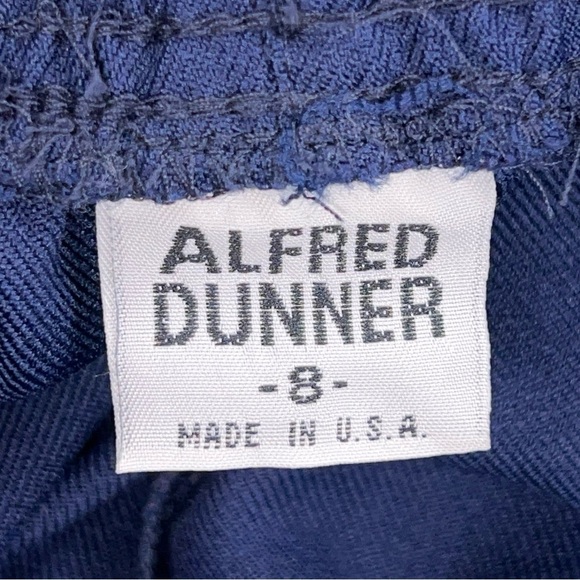 ALFRED
DUNNER
-8-
MADE IN U.S.A.